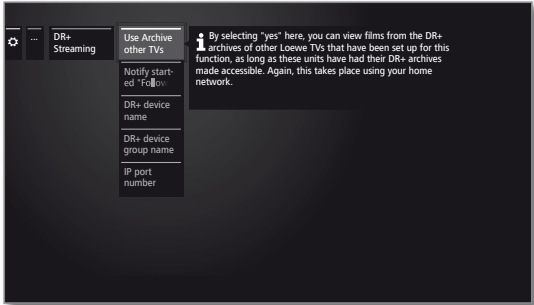 ...
DR+
Streaming
Use Archive
other TVs
Notify start-
ed "Follow
DR+ device
name
DR+ device
group name
IP port
number
i By selecting "yes" here, you can view films from the DR+
archives of other Loewe TVs that have been set up for this
function, as long as these units have had their DR+ archives
made accessible. Again, this takes place using your home
network.